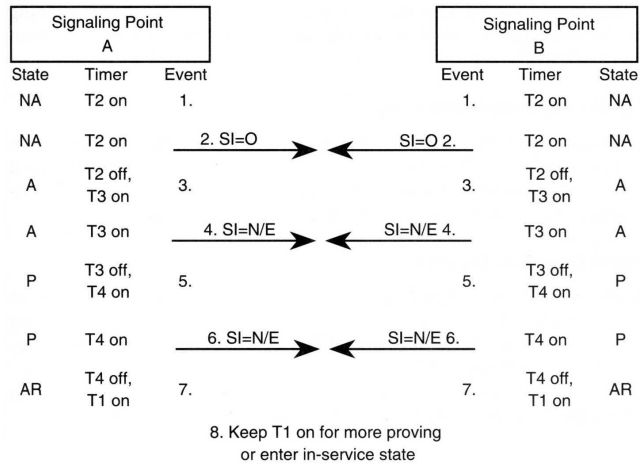 Signaling Point Signaling Point
A B
State Timer Event Event Timer State
NA T2 on 1. 1. T2 on NA
NA T2 on 2. SI=O SI=O 2. T2 on NA
A T2 off, T3 on 3. 3. T2 off, T3 on A
A T3 on 4. SI=N/E SI=N/E 4. T3 on A
P T3 off, T4 on 5. 5. T3 off, T4 on P
P T4 on 6. SI=N/E SI=N/E 6. T4 on P
AR T4 off, T1 on 7. 7. T4 off, T1 on AR
8. Keep T1 on for more proving
or enter in-service state